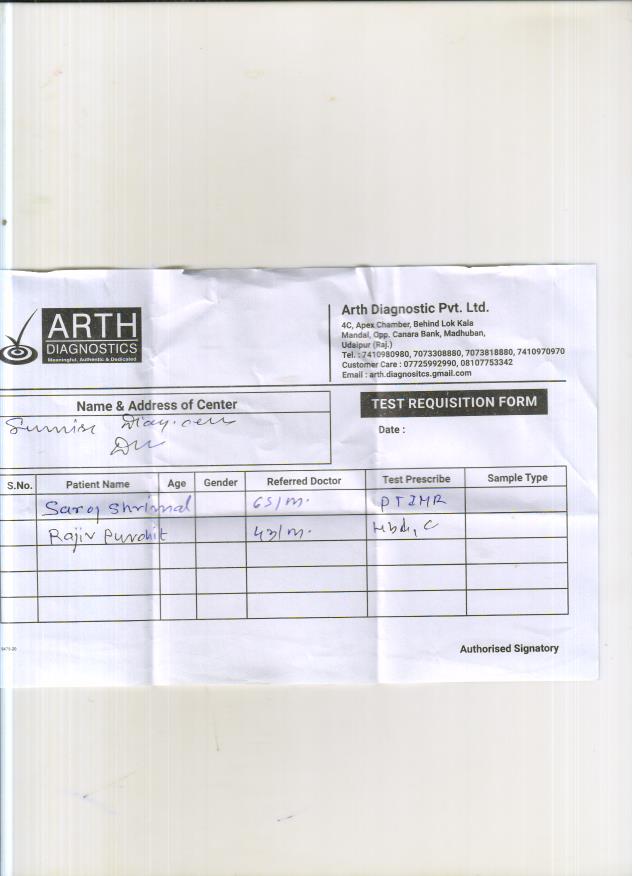 ARTH
DIAGNOSTICS
Meaningful, Authentic & Dedicated
Arth Diagnostic Pvt. Ltd.
4C, Apex Chamber, Behind Lok Kala
Mandal, Opp. Canara Bank, Madhuban,
Udaipur (Raj.)
Tel. : 7410980980, 7073308880, 7073818880, 7410970970
Customer Care : 07725992990, 08107753342
Email : arth.diagnositcs.gmail.com
Name & Address of Center
TEST REQUISITION FORM
Date :
S.No. Patient Name Age Gender Referred Doctor Test Prescribe Sample Type
Saroj Shrimal 65/m. PTINR
Rajiv Purohit 43/m.
Authorised Signatory